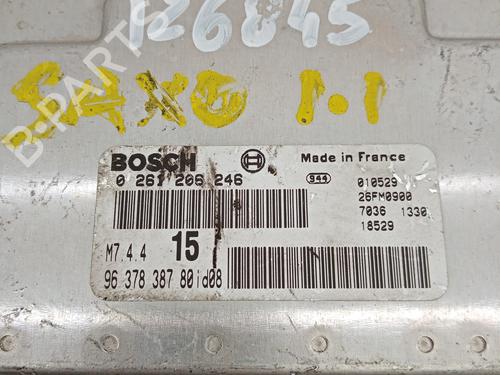 126845
B-PARTS
SAXO 1.1
BOSCH
Made in France
0 261 206 246
944
010529
26FM0900
7036 1330
18529
M7.4.4 15
96 378 387 80id08